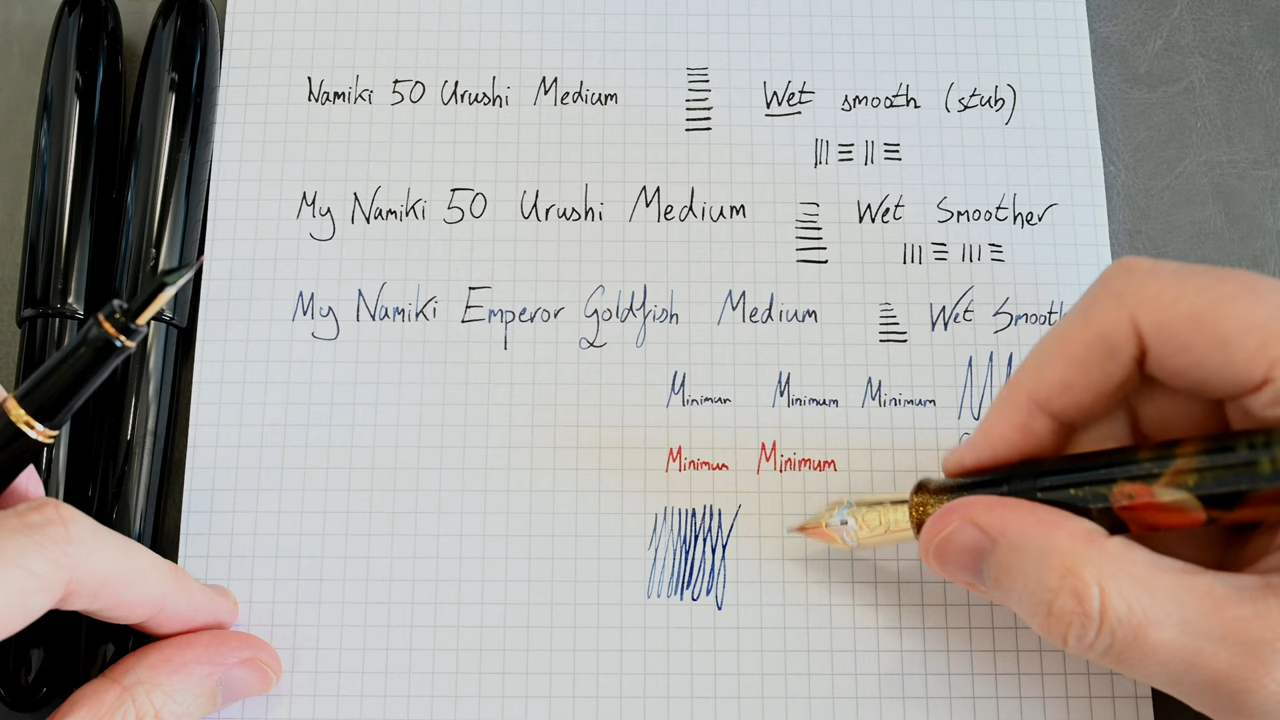 Namiki 50 Urushi Medium Wet smooth (stub)
My Namiki 50 Urushi Medium Wet Smoother
My Namiki Emperor Goldfish Medium Wet
Minimum Minimum Minimum
Minimum Minimum